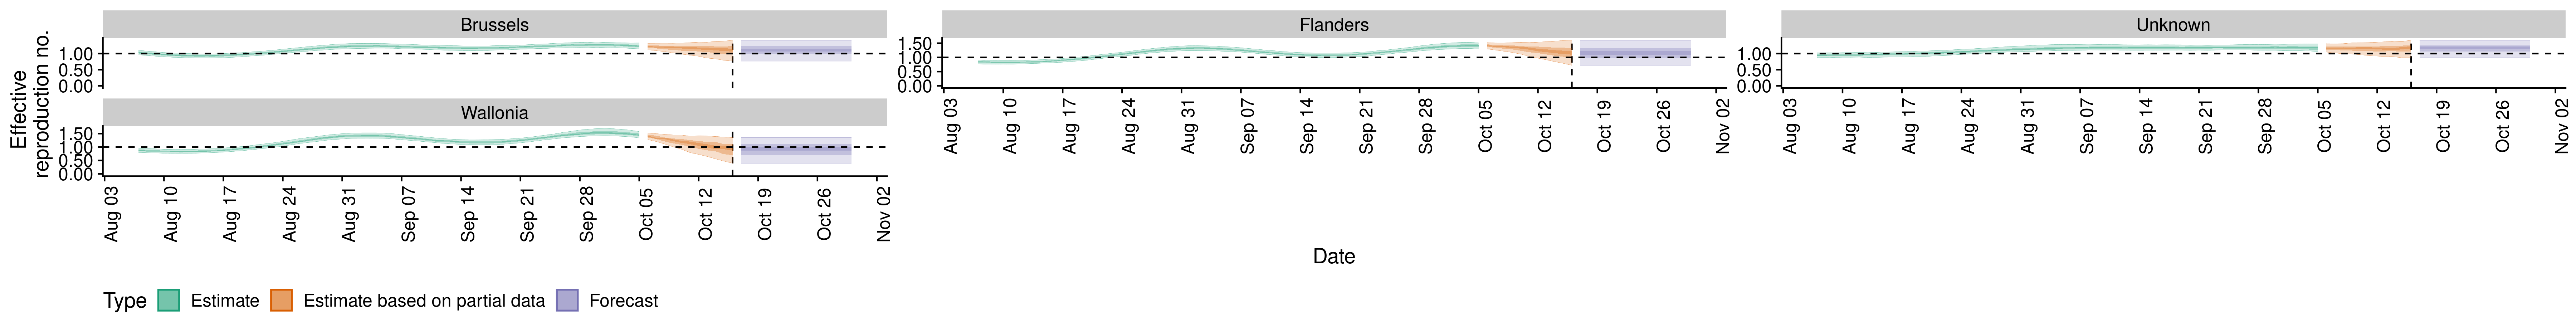 Brussels
Flanders
Unknown
Effective
reproduction no.
1.00
0.50
0.00
1.50
1.00
0.50
0.00
1.00
0.50
0.00
Wallonia
1.50
1.00
0.50
0.00
Aug 03 Aug 10 Aug 17 Aug 24 Aug 31 Sep 07 Sep 14 Sep 21 Sep 28 Oct 05 Oct 12 Oct 19 Oct 26 Nov 02
Aug 03 Aug 10 Aug 17 Aug 24 Aug 31 Sep 07 Sep 14 Sep 21 Sep 28 Oct 05 Oct 12 Oct 19 Oct 26 Nov 02
Aug 03 Aug 10 Aug 17 Aug 24 Aug 31 Sep 07 Sep 14 Sep 21 Sep 28 Oct 05 Oct 12 Oct 19 Oct 26 Nov 02
Date
Type Estimate Estimate based on partial data Forecast